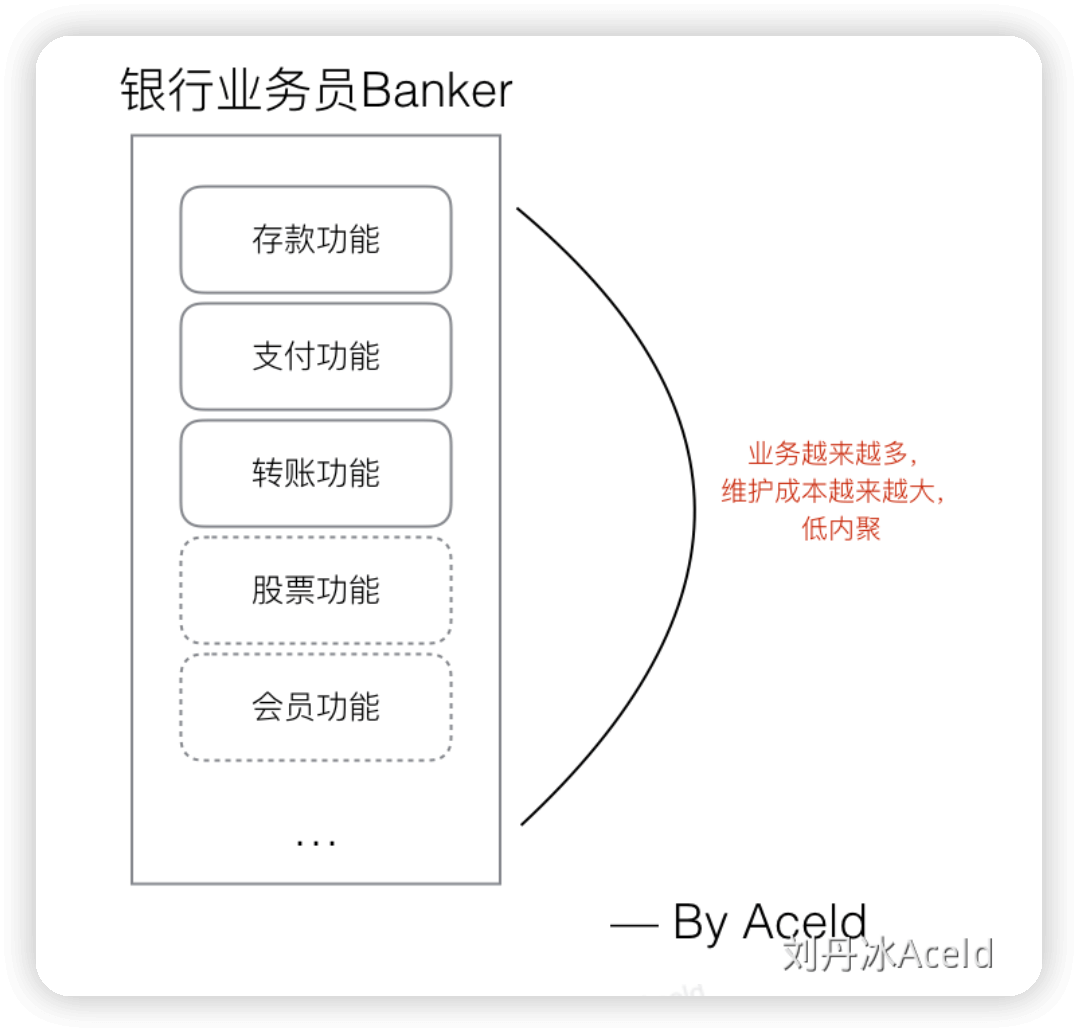 银行业务员Banker
存款功能
支付功能
转账功能
股票功能
会员功能
...
业务越来越多，
维护成本越来越大，
低内聚
— By Aceld
刘丹冰Aceld